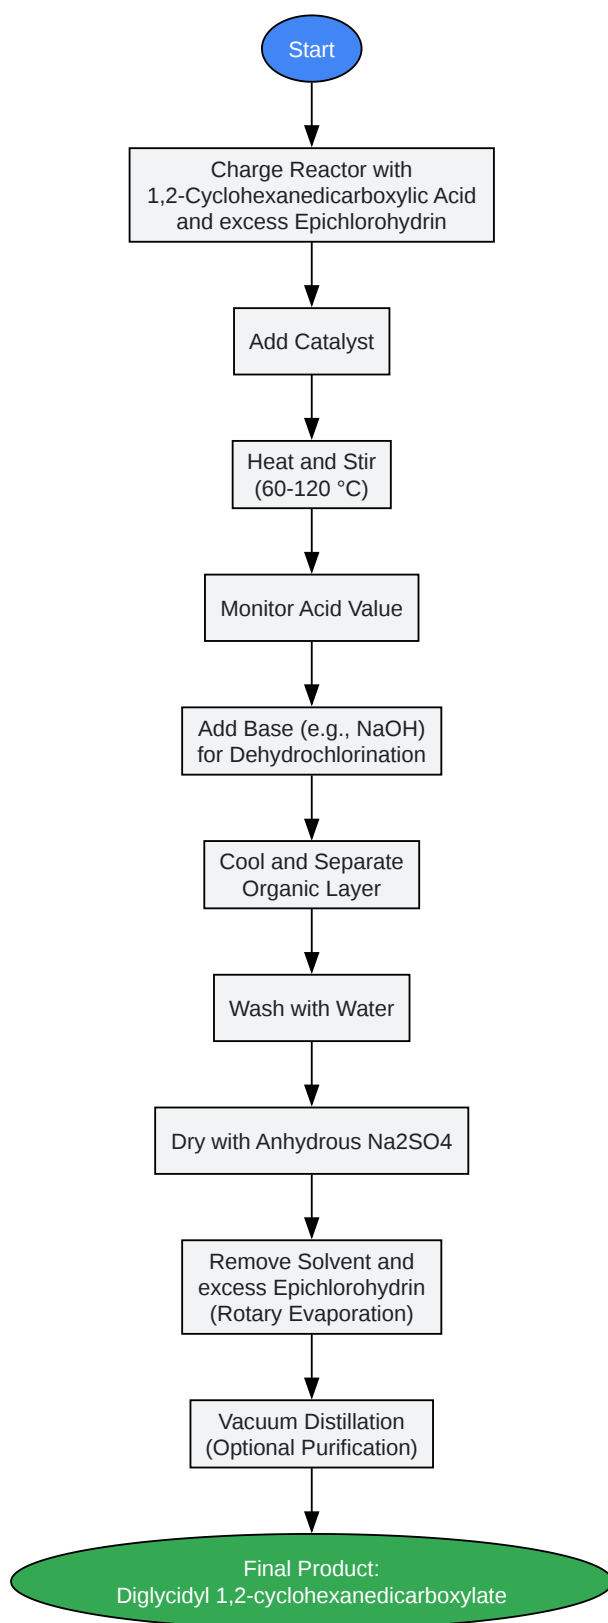 Start
Charge Reactor with
1,2-Cyclohexanedicarboxylic Acid
and excess Epichlorohydrin
Add Catalyst
Heat and Stir
(60-120 °C)
Monitor Acid Value
Add Base (e.g., NaOH)
for Dehydrochlorination
Cool and Separate
Organic Layer
Wash with Water
Dry with Anhydrous Na2SO4
Remove Solvent and
excess Epichlorohydrin
(Rotary Evaporation)
Vacuum Distillation
(Optional Purification)
Final Product:
Diglycidyl 1,2-cyclohexanedicarboxylate